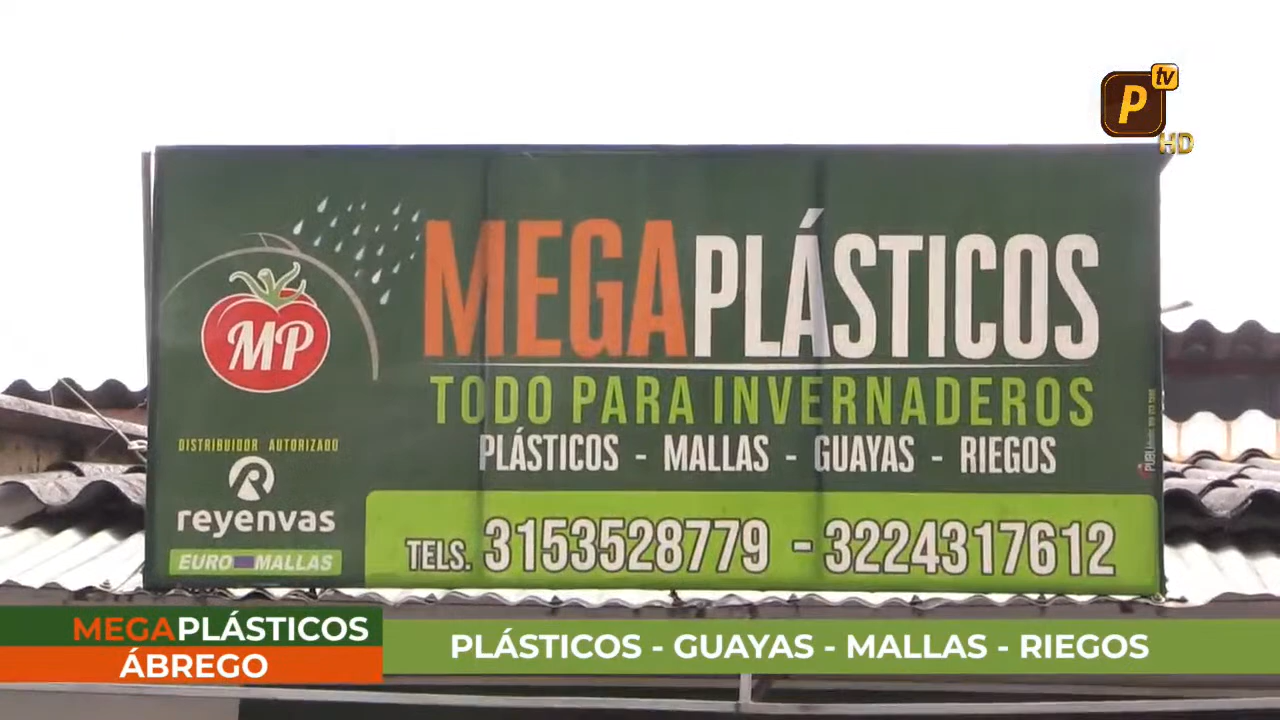 P tv
HD
MEGAPLÁSTICOS
MP
TODO PARA INVERNADEROS
PLÁSTICOS - MALLAS - GUAYAS - RIEGOS
DISTRIBUIDOR AUTORIZADO
R
reyenvas
EURO MALLAS
TELS. 3153528779 - 3224317612
MEGAPLÁSTICOS
ÁBREGO
PLÁSTICOS - GUAYAS - MALLAS - RIEGOS